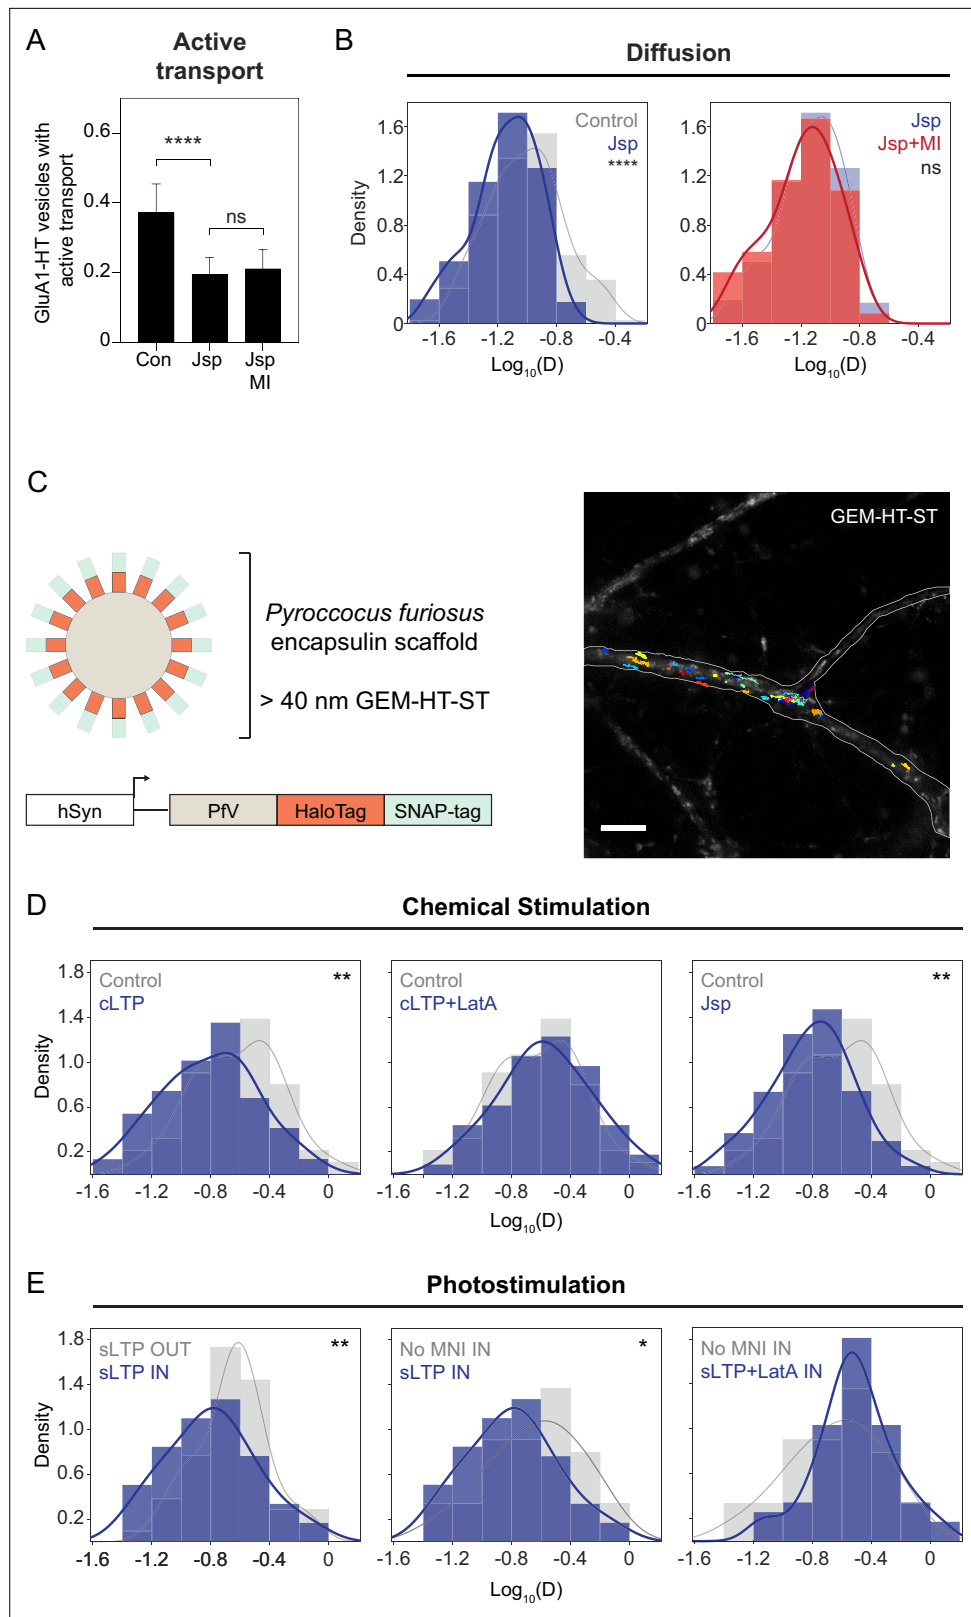 A
Active
transport
GluA1-HT vesicles with
active transport
0.6
0.4
0.2
0
****
ns
Con
Jsp
Jsp
MI
B
Diffusion
Density
1.6
1.2
0.8
0.4
0
Control
Jsp
****
-1.6
-1.2
-0.8
-0.4
Log10(D)
1.6
1.2
0.8
0.4
0
Jsp
Jsp+MI
ns
-1.6
-1.2
-0.8
-0.4
Log10(D)
C
Pyroccocus furiosus
encapsulin scaffold
> 40 nm GEM-HT-ST
hSyn
PfV
HaloTag
SNAP-tag
GEM-HT-ST
D
Chemical Stimulation
Density
1.8
1.4
1.0
0.6
0.2
Control
cLTP
**
-1.6
-1.2
-0.8
-0.4
0
Control
cLTP+LatA
-1.6
-1.2
-0.8
-0.4
0
Log10(D)
Control
Jsp
**
-1.6
-1.2
-0.8
-0.4
0
E
Photostimulation
Density
1.8
1.4
1.0
0.6
0.2
sLTP OUT
sLTP IN
**
-1.6
-1.2
-0.8
-0.4
0
No MNI IN
sLTP IN
*
-1.6
-1.2
-0.8
-0.4
0
Log10(D)
No MNI IN
sLTP+LatA IN
-1.6
-1.2
-0.8
-0.4
0